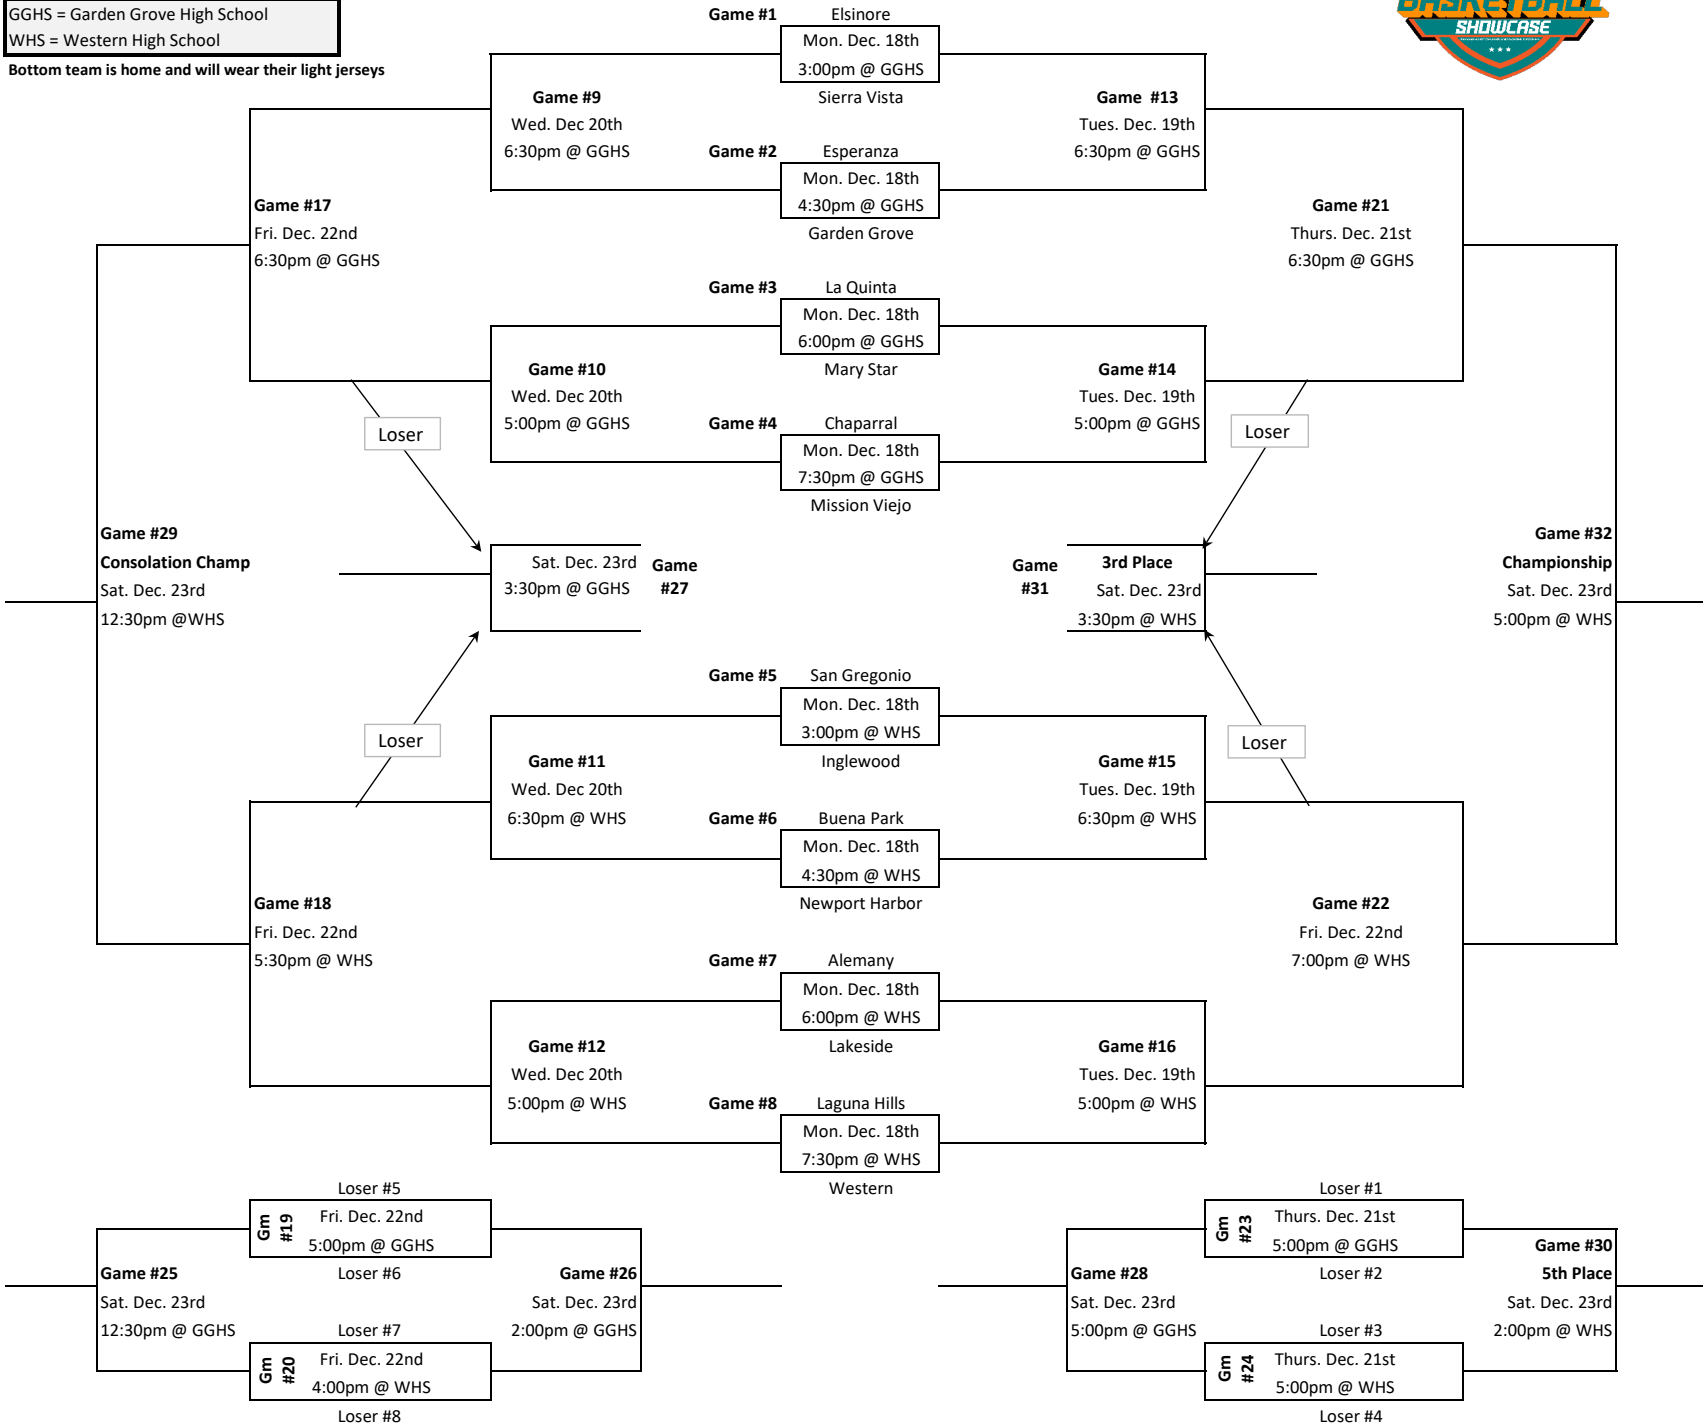 GGHS = Garden Grove High School
WHS = Western High School
Bottom team is home and will wear their light jerseys
BASKETBALL
SHOWCASE
Game #1
Elsinore
Mon. Dec. 18th
3:00pm @ GGHS
Sierra Vista
Game #9
Wed. Dec 20th
6:30pm @ GGHS
Game #13
Tues. Dec. 19th
6:30pm @ GGHS
Game #2
Esperanza
Mon. Dec. 18th
4:30pm @ GGHS
Garden Grove
Game #17
Fri. Dec. 22nd
6:30pm @ GGHS
Game #21
Thurs. Dec. 21st
6:30pm @ GGHS
Game #3
La Quinta
Mon. Dec. 18th
6:00pm @ GGHS
Mary Star
Game #10
Wed. Dec 20th
5:00pm @ GGHS
Game #14
Tues. Dec. 19th
5:00pm @ GGHS
Game #4
Chaparral
Mon. Dec. 18th
7:30pm @ GGHS
Mission Viejo
Loser
Loser
Game #29
Consolation Champ
Sat. Dec. 23rd
12:30pm @WHS
Sat. Dec. 23rd
3:30pm @ GGHS
Game
#27
Game
#31
3rd Place
Sat. Dec. 23rd
3:30pm @ WHS
Game #32
Championship
Sat. Dec. 23rd
5:00pm @ WHS
Game #5
San Gregonio
Mon. Dec. 18th
3:00pm @ WHS
Inglewood
Loser
Loser
Game #11
Wed. Dec 20th
6:30pm @ WHS
Game #15
Tues. Dec. 19th
6:30pm @ WHS
Game #6
Buena Park
Mon. Dec. 18th
4:30pm @ WHS
Newport Harbor
Game #18
Fri. Dec. 22nd
5:30pm @ WHS
Game #22
Fri. Dec. 22nd
7:00pm @ WHS
Game #7
Alemany
Mon. Dec. 18th
6:00pm @ WHS
Lakeside
Game #12
Wed. Dec 20th
5:00pm @ WHS
Game #16
Tues. Dec. 19th
5:00pm @ WHS
Game #8
Laguna Hills
Mon. Dec. 18th
7:30pm @ WHS
Western
Loser #5
Gm
#19
Fri. Dec. 22nd
5:00pm @ GGHS
Loser #6
Game #25
Sat. Dec. 23rd
12:30pm @ GGHS
Game #26
Sat. Dec. 23rd
2:00pm @ GGHS
Loser #7
Gm
#20
Fri. Dec. 22nd
4:00pm @ WHS
Loser #8
Loser #1
Gm
#23
Thurs. Dec. 21st
5:00pm @ GGHS
Loser #2
Game #28
Sat. Dec. 23rd
5:00pm @ GGHS
Game #30
5th Place
Sat. Dec. 23rd
2:00pm @ WHS
Loser #3
Gm
#24
Thurs. Dec. 21st
5:00pm @ WHS
Loser #4